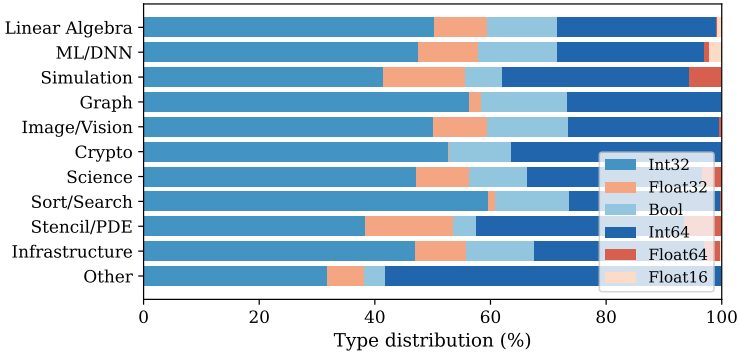 Linear Algebra
ML/DNN
Simulation
Graph
Image/Vision
Crypto
Science
Sort/Search
Stencil/PDE
Infrastructure
Other
Int32
Float32
Bool
Int64
Float64
Float16
0 20 40 60 80 100
Type distribution (%)